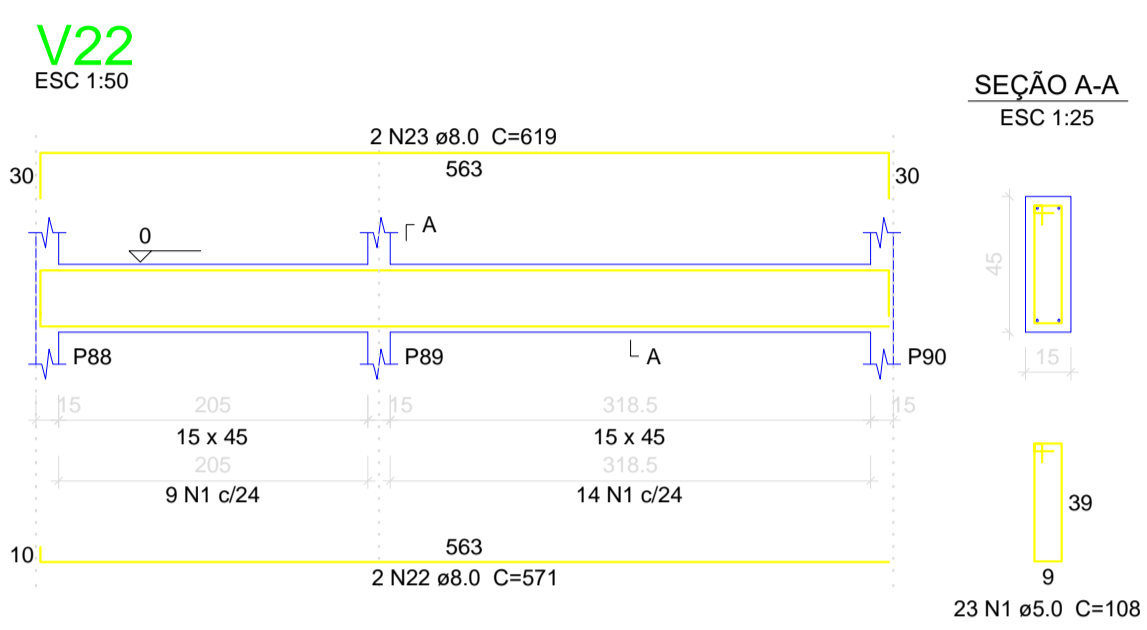 V22
ESC 1:50
SEÇÃO A-A
ESC 1:25
2 N23 ø8.0 C=619
563
30
30
A
0
45
P88
P89
A
P90
15
15
205
15
318.5
15
15 x 45
15 x 45
205
318.5
9 N1 c/24
14 N1 c/24
39
10
563
2 N22 ø8.0 C=571
9
23 N1 ø5.0 C=108